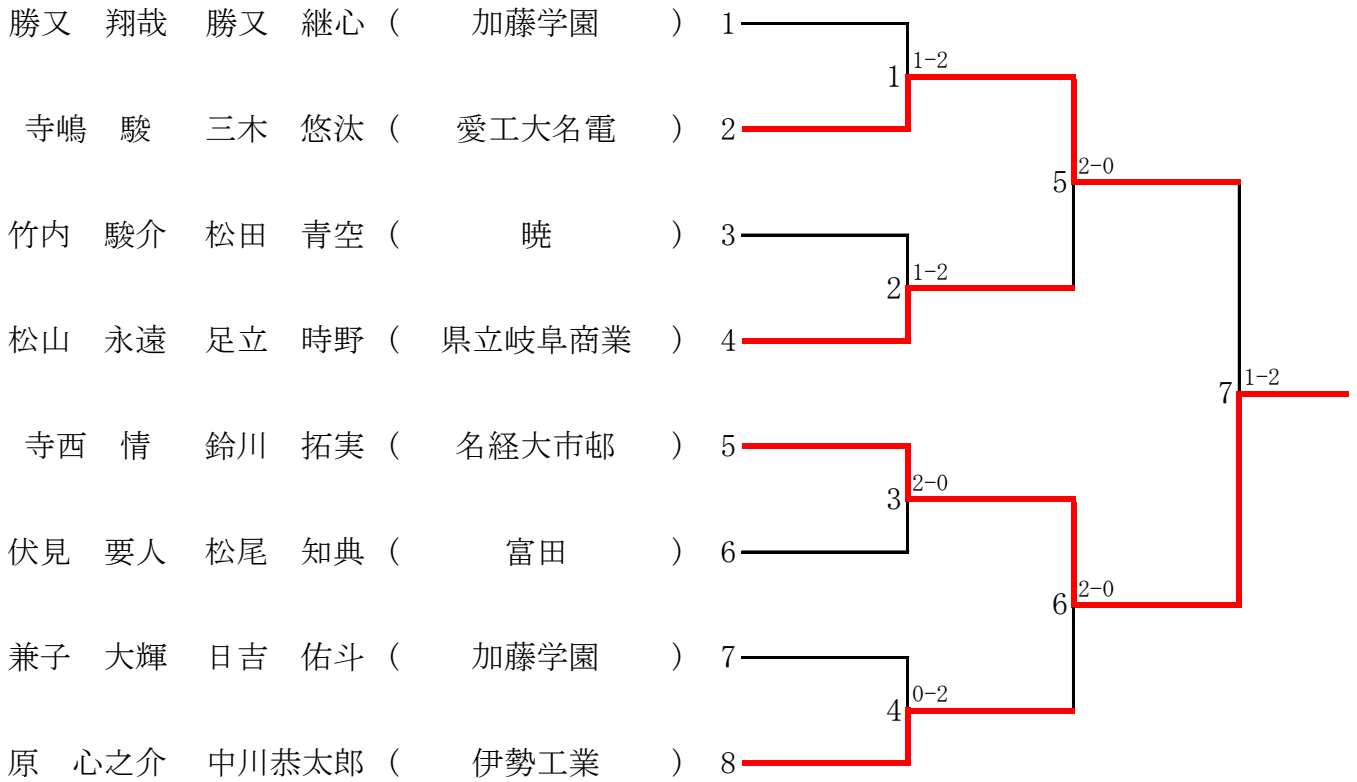 勝又 翔哉 勝又 継心 ( 加藤学園 ) 1
1-2
1
寺嶋 駿 三木 悠汰 ( 愛工大名電 ) 2
2-0
5
竹内 駿介 松田 青空 ( 暁 ) 3
1-2
2
松山 永遠 足立 時野 ( 県立岐阜商業 ) 4
1-2
7
寺西 情 鈴川 拓実 ( 名経大市邨 ) 5
2-0
3
伏見 要人 松尾 知典 ( 富田 ) 6
2-0
6
兼子 大輝 日吉 佑斗 ( 加藤学園 ) 7
0-2
4
原 心之介 中川恭太郎 ( 伊勢工業 ) 8